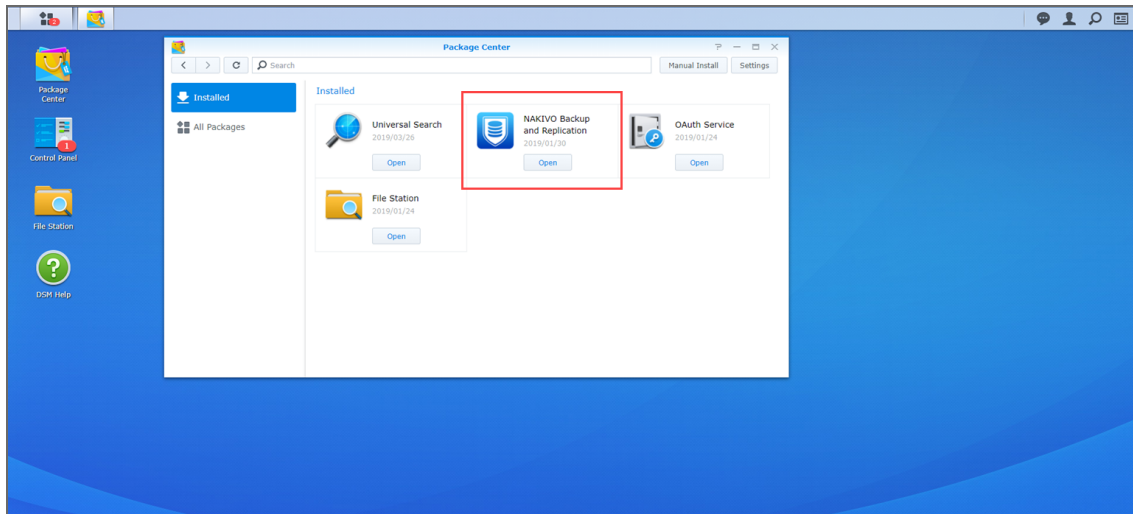 2
Package Center
Search
Manual Install
Settings
Installed
All Packages
Installed
Universal Search
2019/03/26
Open
NAKIVO Backup
and Replication
2019/01/30
Open
OAuth Service
2019/01/24
Open
File Station
2019/01/24
Open
Package
Center
1
Control Panel
File Station
?
DSM Help